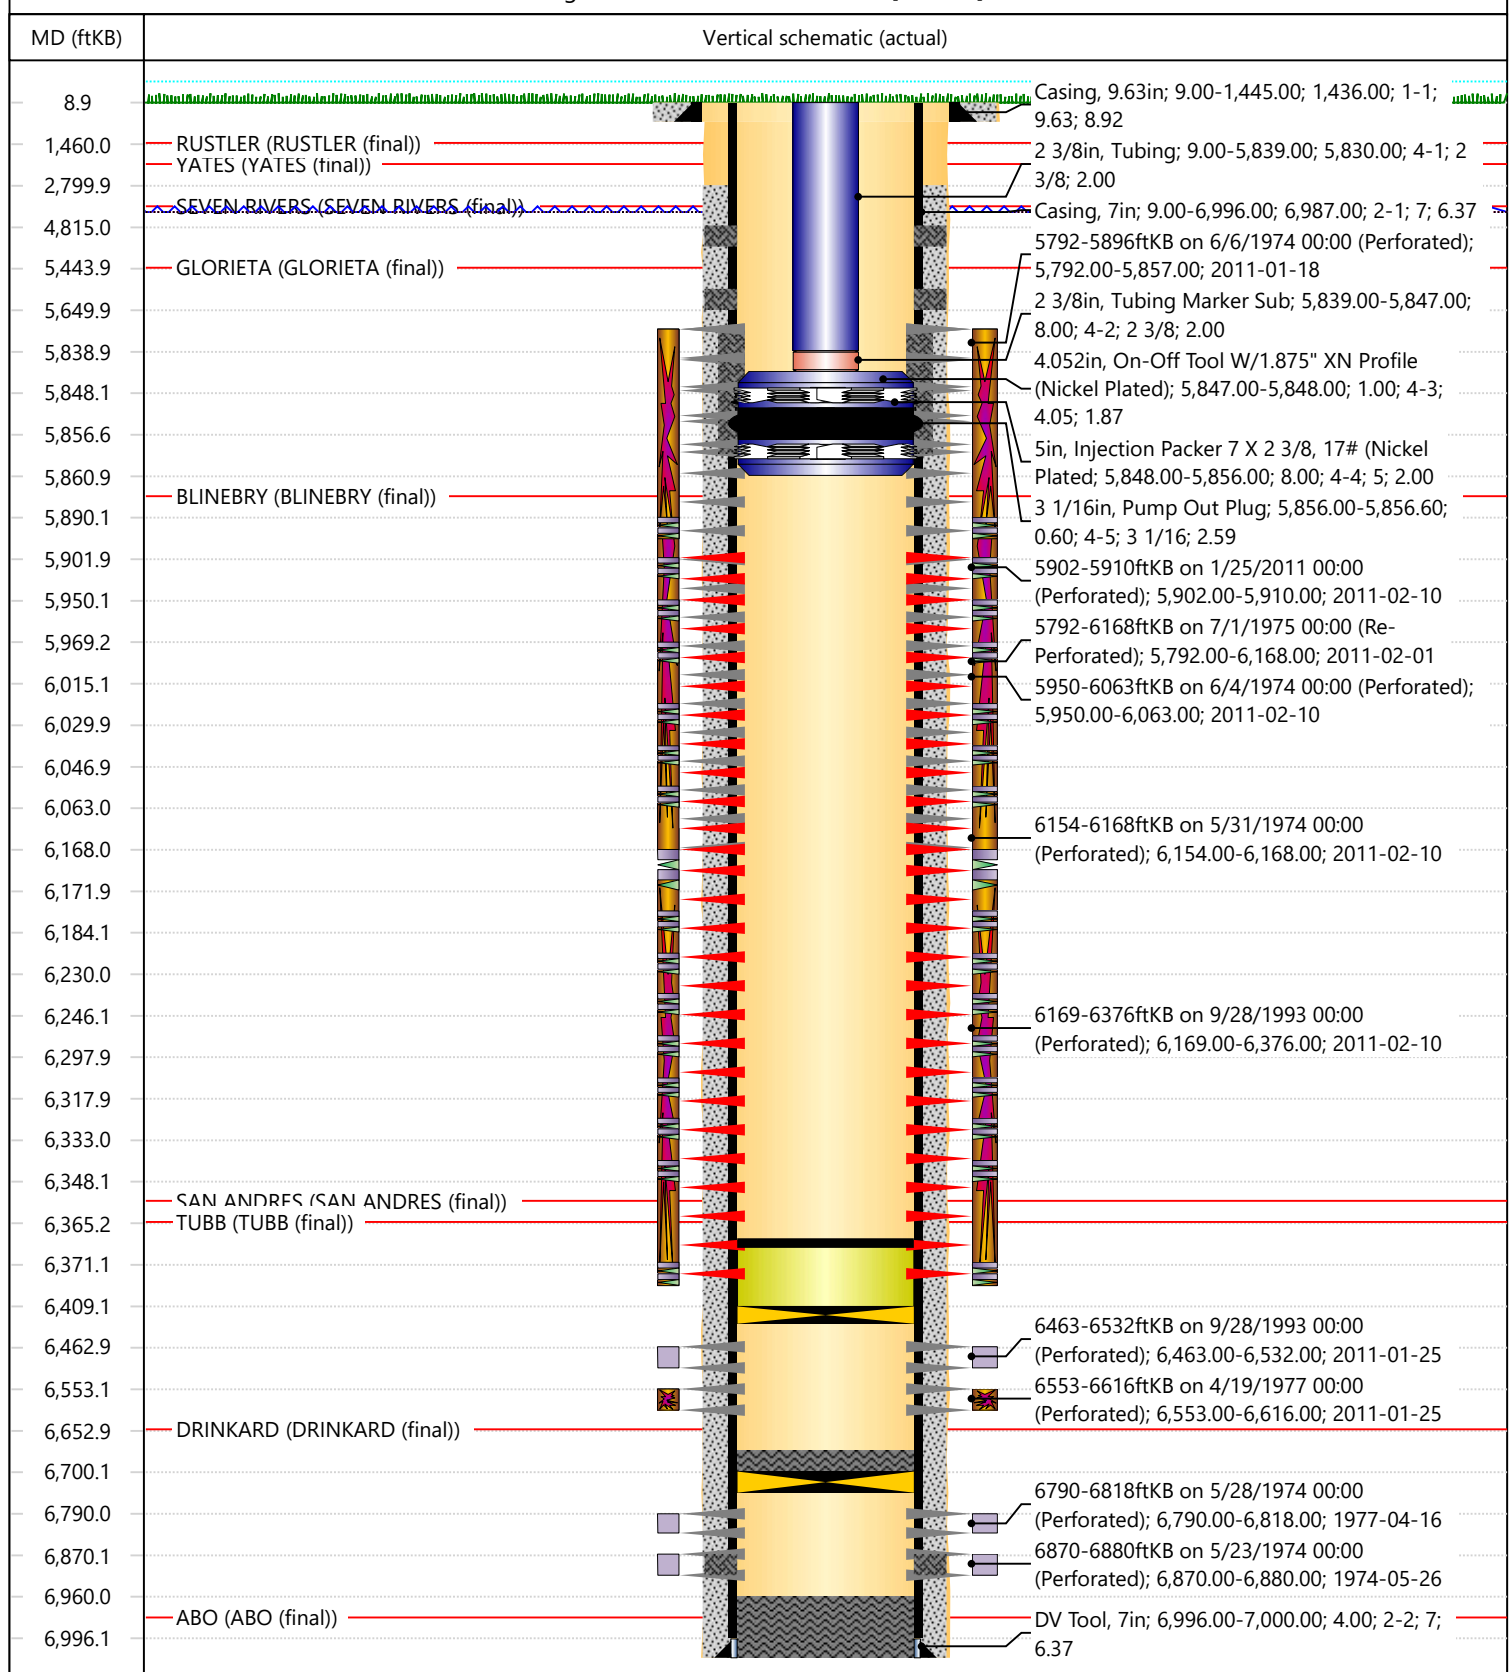 MD (ftKB)
Vertical schematic (actual)
8.9
1,460.0
2,799.9
4,815.0
5,443.9
5,649.9
5,838.9
5,848.1
5,856.6
5,860.9
5,890.1
5,901.9
5,950.1
5,969.2
6,015.1
6,029.9
6,046.9
6,063.0
6,168.0
6,171.9
6,184.1
6,230.0
6,246.1
6,297.9
6,317.9
6,333.0
6,348.1
6,365.2
6,371.1
6,409.1
6,462.9
6,553.1
6,652.9
6,700.1
6,790.0
6,870.1
6,960.0
6,996.1
RUSTLER (RUSTLER (final))
YATES (YATES (final))
SEVEN RIVERS (SEVEN RIVERS (final))
GLORIETA (GLORIETA (final))
BLINEBRY (BLINEBRY (final))
SAN ANDRES (SAN ANDRES (final))
TUBB (TUBB (final))
DRINKARD (DRINKARD (final))
ABO (ABO (final))
Casing, 9.63in; 9.00-1,445.00; 1,436.00; 1-1;
9.63; 8.92
2 3/8in, Tubing; 9.00-5,839.00; 5,830.00; 4-1; 2
3/8; 2.00
Casing, 7in; 9.00-6,996.00; 6,987.00; 2-1; 7; 6.37
5792-5896ftKB on 6/6/1974 00:00 (Perforated);
5,792.00-5,857.00; 2011-01-18
2 3/8in, Tubing Marker Sub; 5,839.00-5,847.00;
8.00; 4-2; 2 3/8; 2.00
4.052in, On-Off Tool W/1.875" XN Profile
(Nickel Plated); 5,847.00-5,848.00; 1.00; 4-3;
4.05; 1.87
5in, Injection Packer 7 X 2 3/8, 17# (Nickel
Plated; 5,848.00-5,856.00; 8.00; 4-4; 5; 2.00
3 1/16in, Pump Out Plug; 5,856.00-5,856.60;
0.60; 4-5; 3 1/16; 2.59
5902-5910ftKB on 1/25/2011 00:00
(Perforated); 5,902.00-5,910.00; 2011-02-10
5792-6168ftKB on 7/1/1975 00:00 (Re-
Perforated); 5,792.00-6,168.00; 2011-02-01
5950-6063ftKB on 6/4/1974 00:00 (Perforated);
5,950.00-6,063.00; 2011-02-10
6154-6168ftKB on 5/31/1974 00:00
(Perforated); 6,154.00-6,168.00; 2011-02-10
6169-6376ftKB on 9/28/1993 00:00
(Perforated); 6,169.00-6,376.00; 2011-02-10
6463-6532ftKB on 9/28/1993 00:00
(Perforated); 6,463.00-6,532.00; 2011-01-25
6553-6616ftKB on 4/19/1977 00:00
(Perforated); 6,553.00-6,616.00; 2011-01-25
6790-6818ftKB on 5/28/1974 00:00
(Perforated); 6,790.00-6,818.00; 1977-04-16
6870-6880ftKB on 5/23/1974 00:00
(Perforated); 6,870.00-6,880.00; 1974-05-26
DV Tool, 7in; 6,996.00-7,000.00; 4.00; 2-2; 7;
6.37